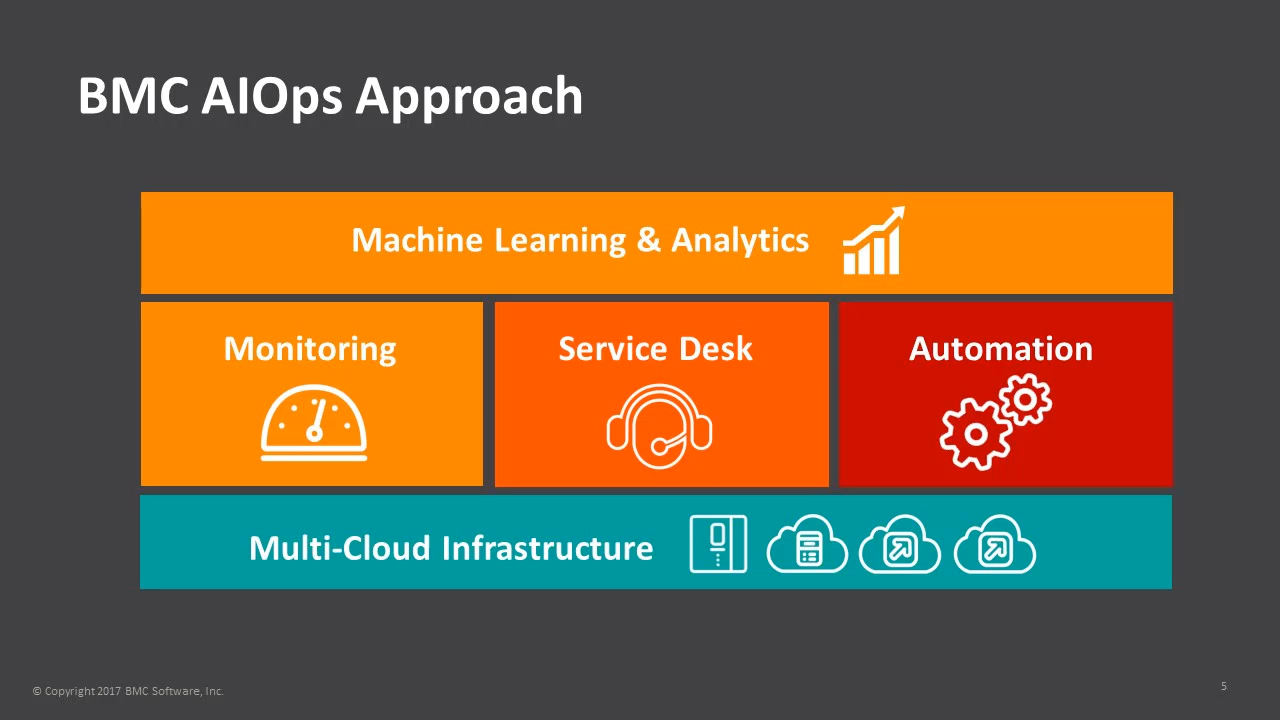 BMC AIOps Approach
Machine Learning & Analytics
Monitoring
Service Desk
Automation
Multi-Cloud Infrastructure
© Copyright 2017 BMC Software, Inc.
5